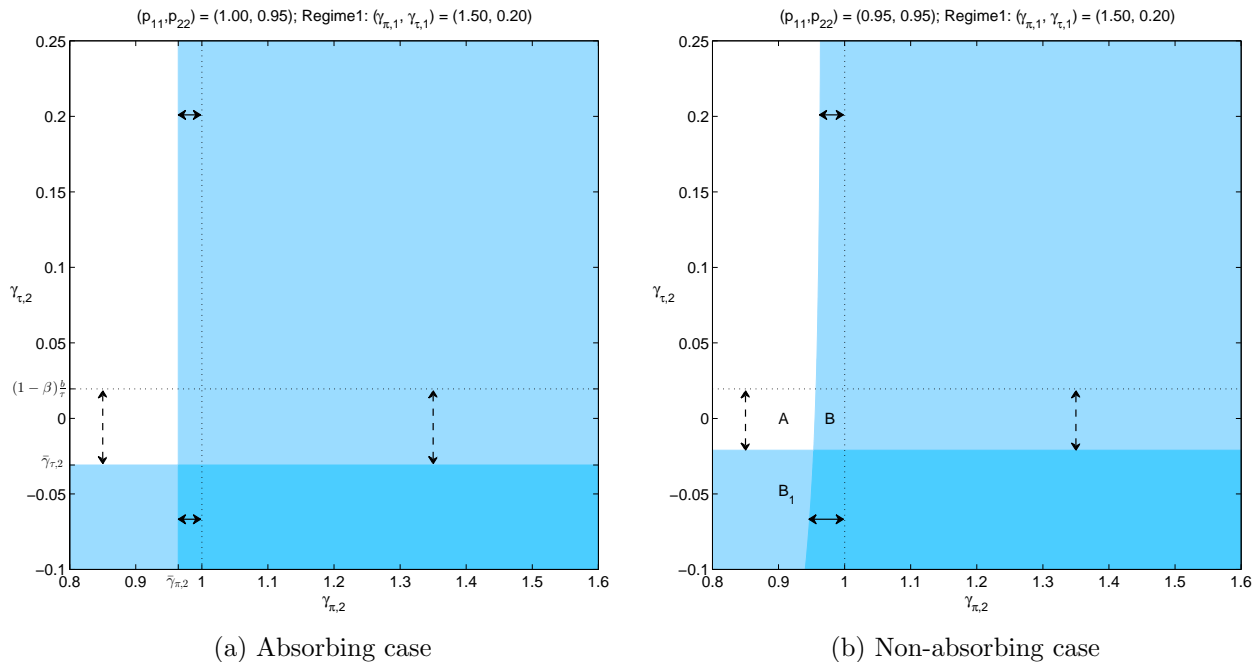 (p₁₁,p₂₂) = (1.00, 0.95); Regime1: (γπ,1, γτ,1) = (1.50, 0.20)
0.25
0.2
0.15
0.1
γτ,2
0.05
(1 − β) b/τ
0
γ̄τ,2
−0.05
−0.1
0.8 0.9 γ̄π,2 1 1.1 1.2 1.3 1.4 1.5 1.6
γπ,2
(a) Absorbing case
(p₁₁,p₂₂) = (0.95, 0.95); Regime1: (γπ,1, γτ,1) = (1.50, 0.20)
0.25
0.2
0.15
0.1
γτ,2
0.05
0
A B
−0.05
B₁
−0.1
0.8 0.9 1 1.1 1.2 1.3 1.4 1.5 1.6
γπ,2
(b) Non-absorbing case